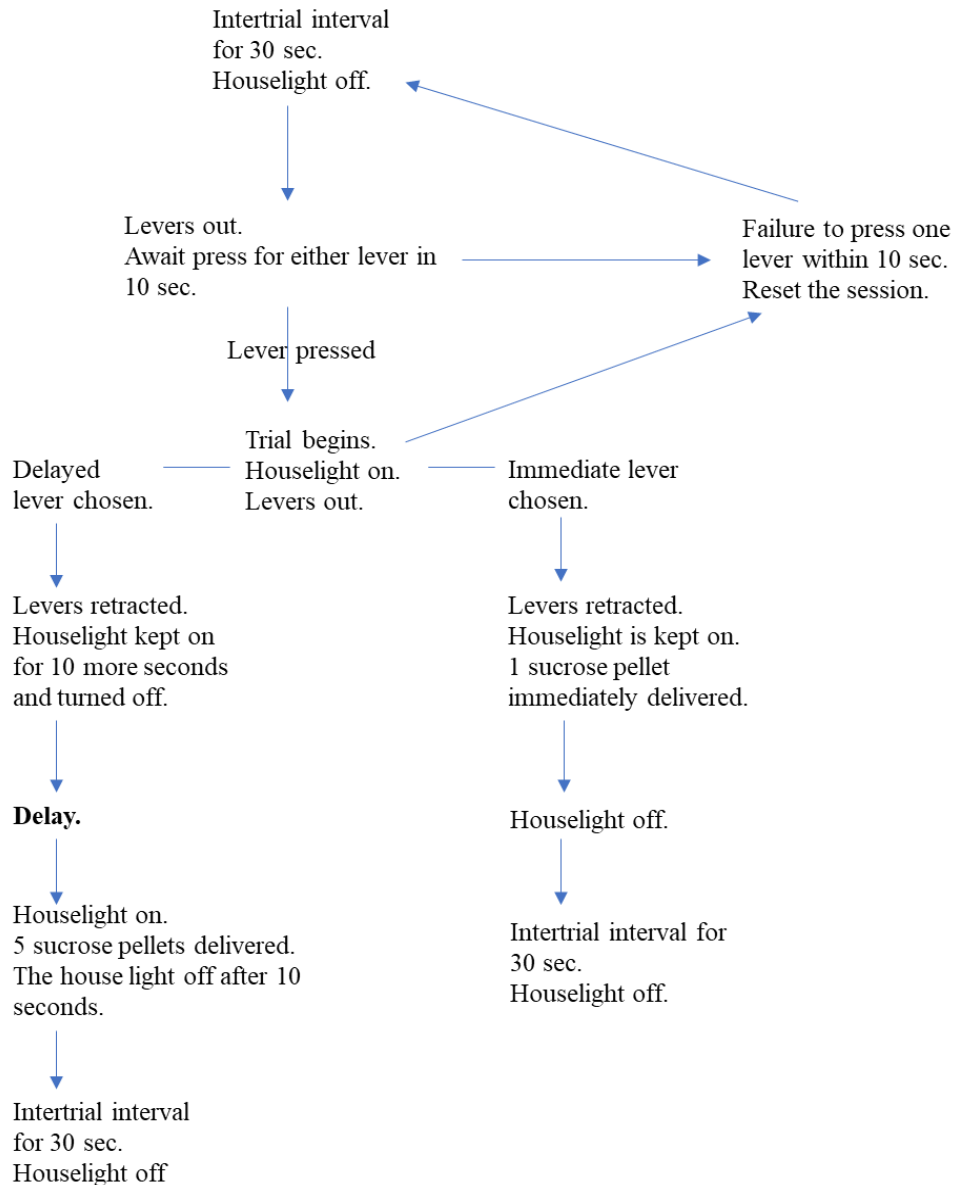 Intertrial interval
for 30 sec.
Houselight off.
Levers out.
Await press for either lever in
10 sec.
Failure to press one
lever within 10 sec.
Reset the session.
Lever pressed
Trial begins.
Houselight on.
Levers out.
Delayed
lever chosen.
Immediate lever
chosen.
Levers retracted.
Houselight kept on
for 10 more seconds
and turned off.
Levers retracted.
Houselight is kept on.
1 sucrose pellet
immediately delivered.
Delay.
Houselight off.
Houselight on.
5 sucrose pellets delivered.
The house light off after 10
seconds.
Intertrial interval for
30 sec.
Houselight off.
Intertrial interval
for 30 sec.
Houselight off